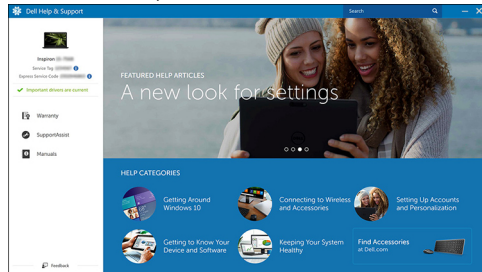 Dell Help & Support
Search
Inspiron
Service Tag:
Express Service Code:
Important drivers are current
Warranty
SupportAssist
Manuals
Feedback
FEATURED HELP ARTICLES
A new look for settings
HELP CATEGORIES
Getting Around
Windows 10
Connecting to Wireless
and Accessories
Setting Up Accounts
and Personalization
Getting to Know Your
Device and Software
Keeping Your System
Healthy
Find Accessories
at Dell.com